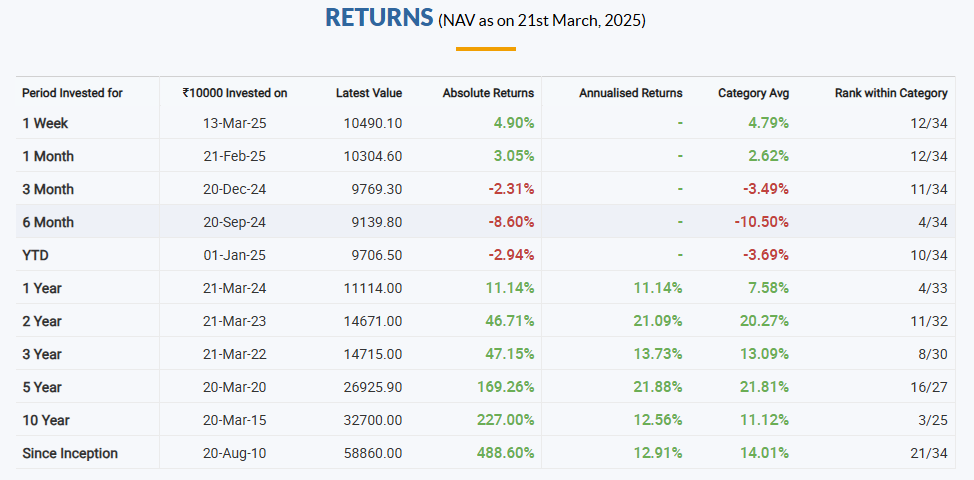 RETURNS (NAV as on 21st March, 2025)
Period Invested for ₹10000 Invested on Latest Value Absolute Returns Annualised Returns Category Avg Rank within Category
1 Week 13-Mar-25 10490.10 4.90% - 4.79% 12/34
1 Month 21-Feb-25 10304.60 3.05% - 2.62% 12/34
3 Month 20-Dec-24 9769.30 -2.31% - -3.49% 11/34
6 Month 20-Sep-24 9139.80 -8.60% - -10.50% 4/34
YTD 01-Jan-25 9706.50 -2.94% - -3.69% 10/34
1 Year 21-Mar-24 11114.00 11.14% 11.14% 7.58% 4/33
2 Year 21-Mar-23 14671.00 46.71% 21.09% 20.27% 11/32
3 Year 21-Mar-22 14715.00 47.15% 13.73% 13.09% 8/30
5 Year 20-Mar-20 26925.90 169.26% 21.88% 21.81% 16/27
10 Year 20-Mar-15 32700.00 227.00% 12.56% 11.12% 3/25
Since Inception 20-Aug-10 58860.00 488.60% 12.91% 14.01% 21/34